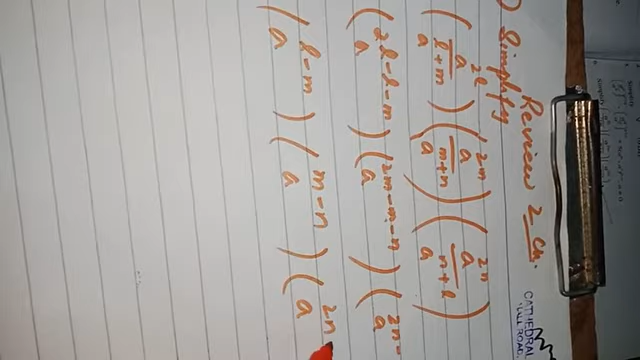 Review 2 Ch.
Simplify
(a^2l / a^l+m) (a^2m / a^m+n) (a^2n / a^n+l)
(a^2l-l-m) (a^2m-m-n) (a^2n-
(a^l-m) (a^m-n) (a^2n
CATHEDRAL